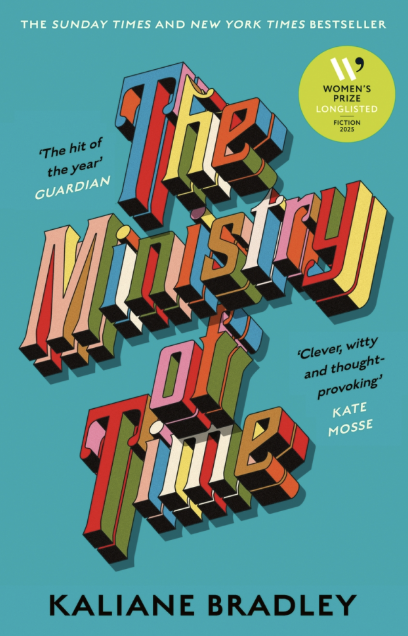 THE SUNDAY TIMES AND NEW YORK TIMES BESTSELLER
WOMEN'S
PRIZE
LONGLISTED
FICTION
2025
'The hit of
the year'
GUARDIAN
The
Ministry
of
Time
'Clever, witty
and thought-
provoking'
KATE
MOSSE
KALIANE BRADLEY